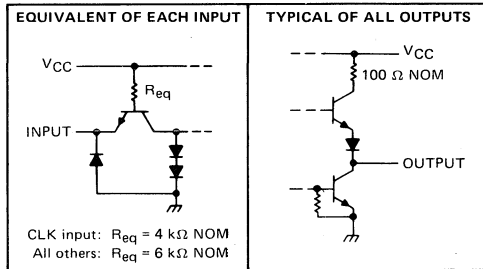 EQUIVALENT OF EACH INPUT
VCC
Req
INPUT
CLK input: Req = 4 kΩ NOM
All others: Req = 6 kΩ NOM
TYPICAL OF ALL OUTPUTS
VCC
100 Ω NOM
OUTPUT